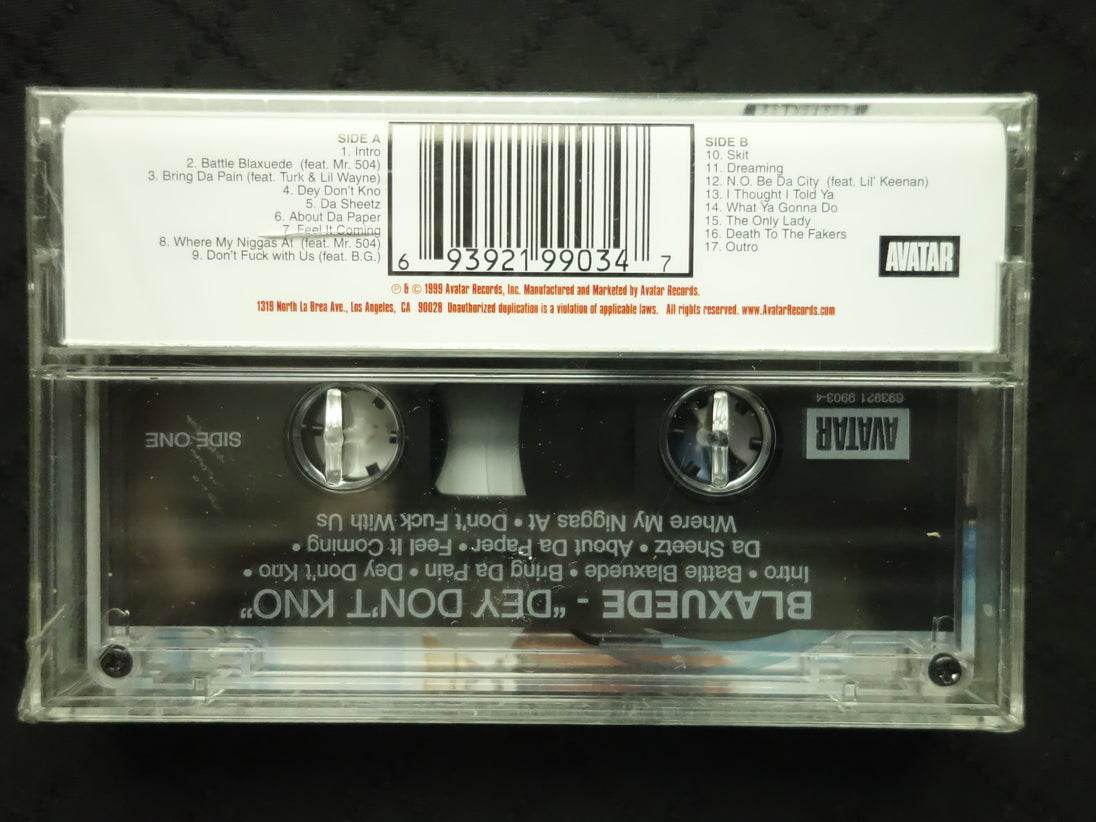 SIDE A
1. Intro
2. Battle Blaxuede (feat. Mr. 504)
3. Bring Da Pain (feat. Turk & Lil Wayne)
4. Dey Don't Kno
5. Da Sheetz
6. About Da Paper
7. Feel It Coming
8. Where My Niggas At (feat. Mr. 504)
9. Don't Fuck with Us (feat. B.G.)
6 93921 99034 7
SIDE B
10. Skit
11. Dreaming
12. N.O. Be Da City (feat. Lil' Keenan)
13. I Thought I Told Ya
14. What Ya Gonna Do
15. The Only Lady
16. Death To The Fakers
17. Outro
AVATAR
℗ & © 1999 Avatar Records, Inc. Manufactured and Marketed by Avatar Records.
1319 North La Brea Ave., Los Angeles, CA 90028 Unauthorized duplication is a violation of applicable laws. All rights reserved. www.AvatarRecords.com
BLAXUEDE - "DEY DON'T KNO"
Intro • Battle Blaxuede • Bring Da Pain • Dey Don't Kno •
Da Sheetz • About Da Paper • Feel It Coming •
Where My Niggas At • Don't Fuck With Us
AVATAR
693921 9903-4
SIDE ONE